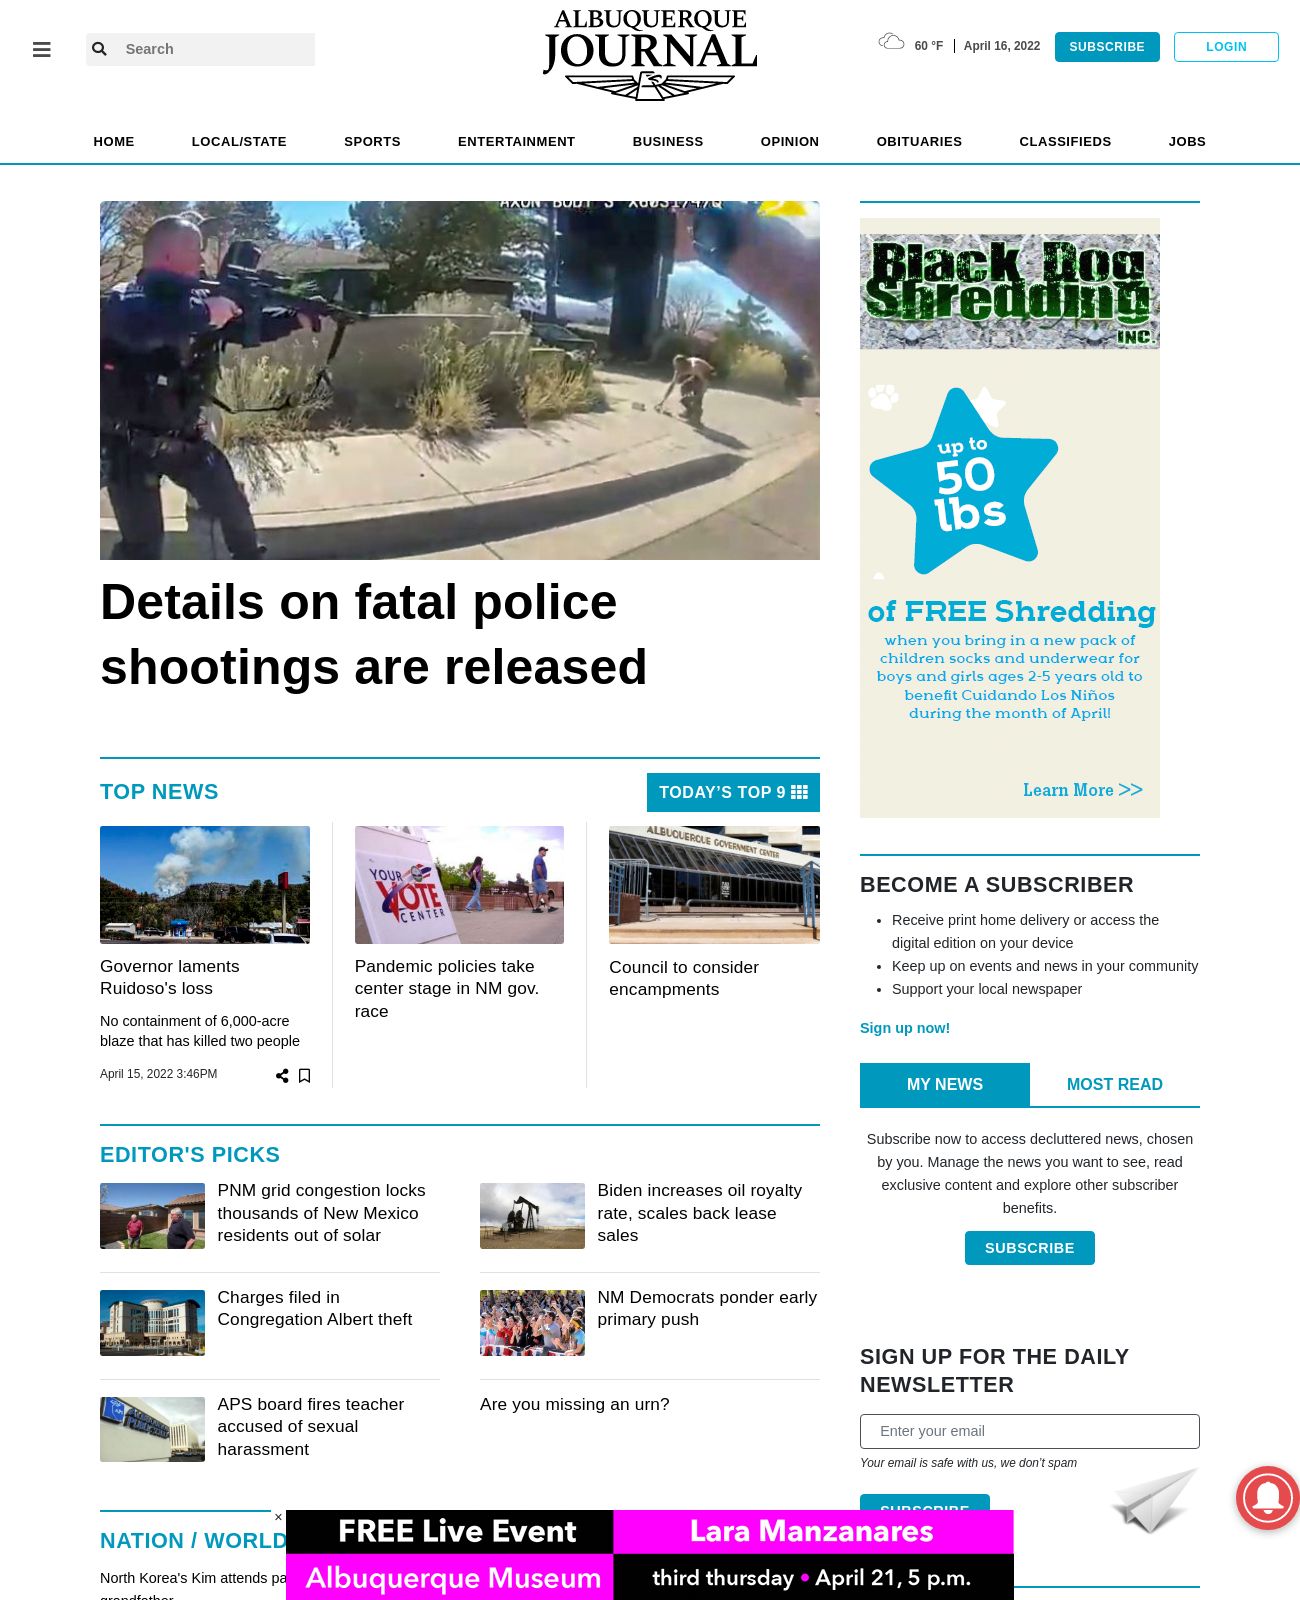 Search
ALBUQUERQUE
JOURNAL
60 °F
April 16, 2022
SUBSCRIBE
LOGIN
HOME
LOCAL/STATE
SPORTS
ENTERTAINMENT
BUSINESS
OPINION
OBITUARIES
CLASSIFIEDS
JOBS
AXON BODY 3
Details on fatal police
shootings are released
Black Dog
Shredding
INC.
up to
50
lbs
of FREE Shredding
when you bring in a new pack of
children socks and underwear for
boys and girls ages 2-5 years old to
benefit Cuidando Los Niños
during the month of April!
Learn More >>
TOP NEWS
TODAY’S TOP 9
Governor laments
Ruidoso's loss
No containment of 6,000-acre
blaze that has killed two people
April 15, 2022 3:46PM
YOUR
VOTE
CENTER
Pandemic policies take
center stage in NM gov.
race
ALBUQUERQUE GOVERNMENT CENTER
Council to consider
encampments
BECOME A SUBSCRIBER
• Receive print home delivery or access the
digital edition on your device
• Keep up on events and news in your community
• Support your local newspaper
Sign up now!
MY NEWS
MOST READ
Subscribe now to access decluttered news, chosen
by you. Manage the news you want to see, read
exclusive content and explore other subscriber
benefits.
SUBSCRIBE
EDITOR'S PICKS
PNM grid congestion locks
thousands of New Mexico
residents out of solar
Biden increases oil royalty
rate, scales back lease
sales
Charges filed in
Congregation Albert theft
NM Democrats ponder early
primary push
APS board fires teacher
accused of sexual
harassment
Are you missing an urn?
SIGN UP FOR THE DAILY
NEWSLETTER
Enter your email
Your email is safe with us, we don’t spam
SUBSCRIBE
NATION / WORLD
North Korea's Kim attends pa
grandfather
×
FREE Live Event
Lara Manzanares
Albuquerque Museum
third thursday • April 21, 5 p.m.